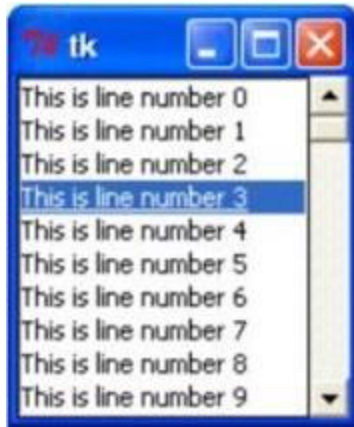 tk
This is line number 0
This is line number 1
This is line number 2
This is line number 3
This is line number 4
This is line number 5
This is line number 6
This is line number 7
This is line number 8
This is line number 9